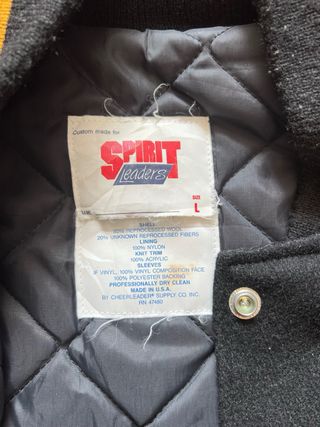 Custom made for
SPIRIT
Leaders
SIZE
L
SHELL
80% REPROCESSED WOOL
20% UNKNOWN REPROCESSED FIBERS
LINING
100% NYLON
KNIT TRIM
100% ACRYLIC
SLEEVES
IF VINYL, 100% VINYL COMPOSITION FACE
100% POLYESTER BACKING
PROFESSIONALLY DRY CLEAN
MADE IN U.S.A.
BY CHEERLEADER SUPPLY CO. INC.
RN 47480